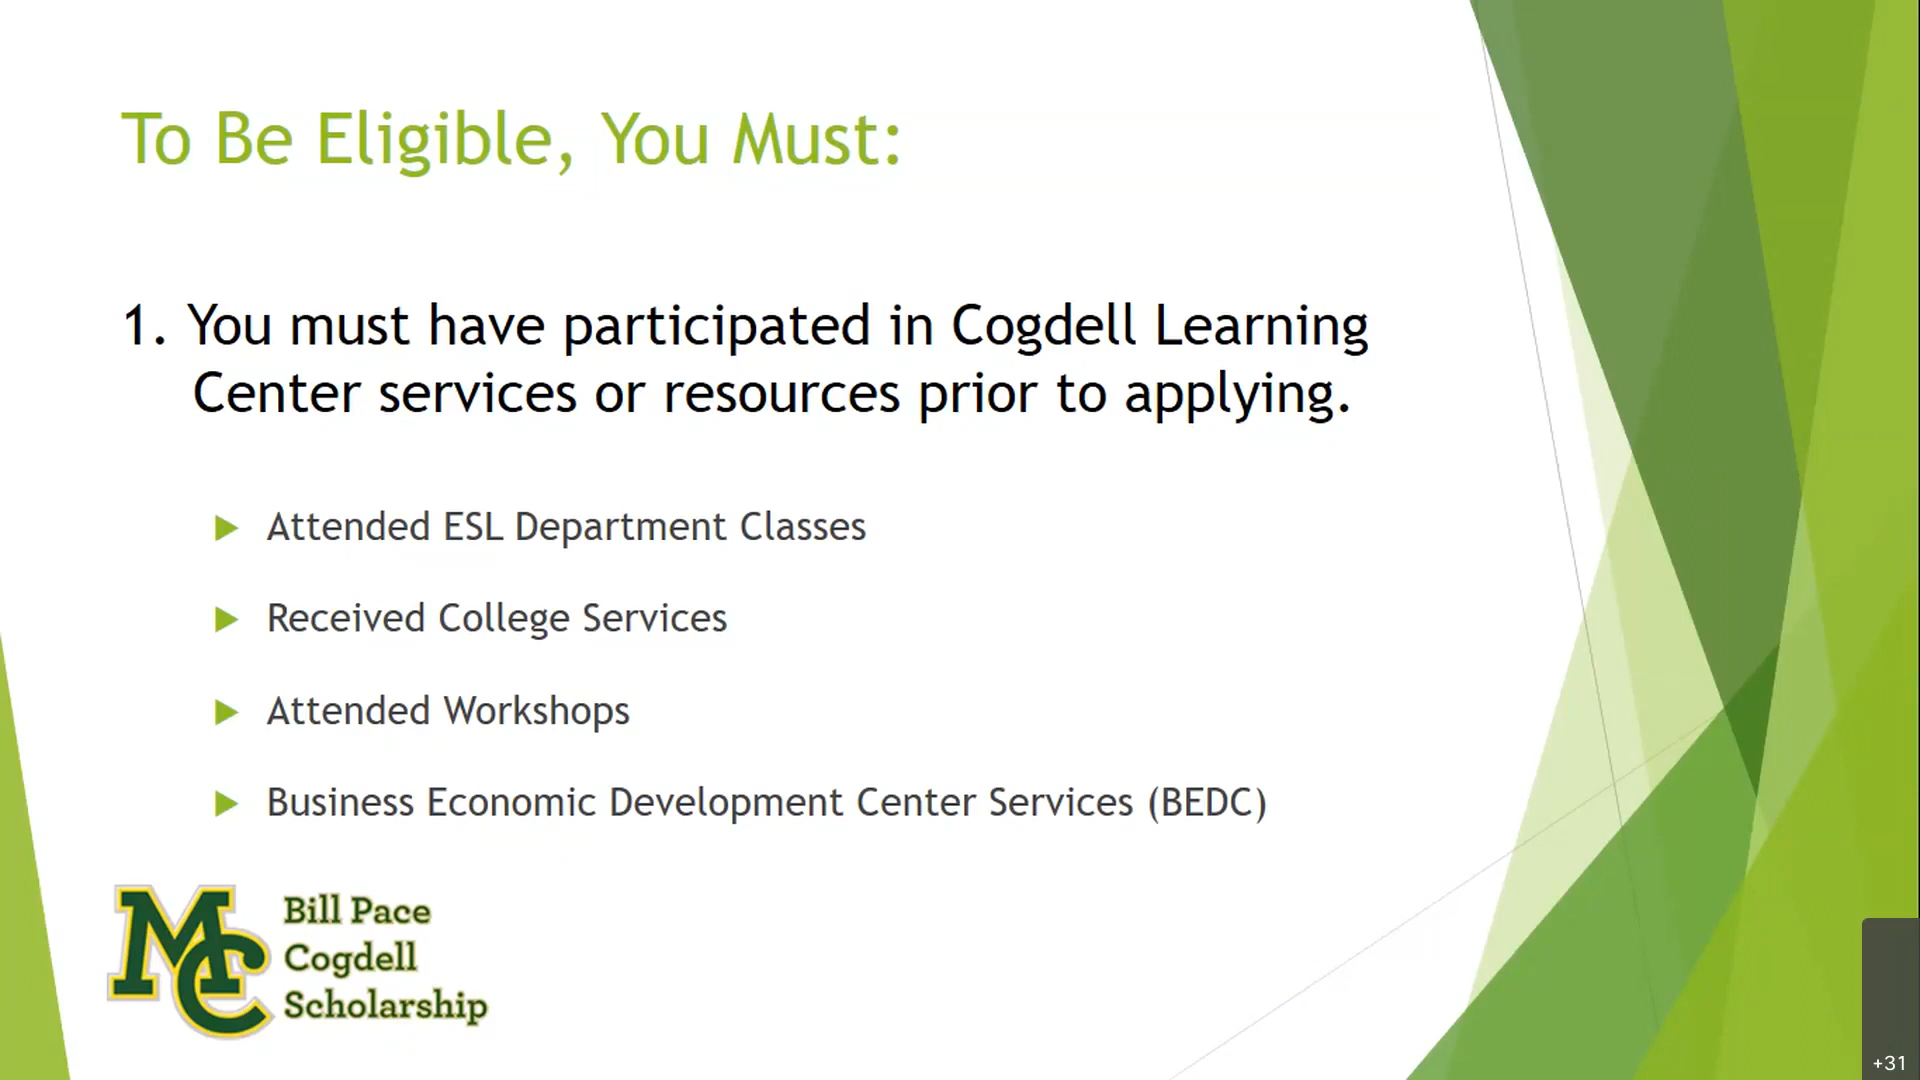 To Be Eligible, You Must:
1. You must have participated in Cogdell Learning
Center services or resources prior to applying.
Attended ESL Department Classes
Received College Services
Attended Workshops
Business Economic Development Center Services (BEDC)
MC
Bill Pace
Cogdell
Scholarship
+31